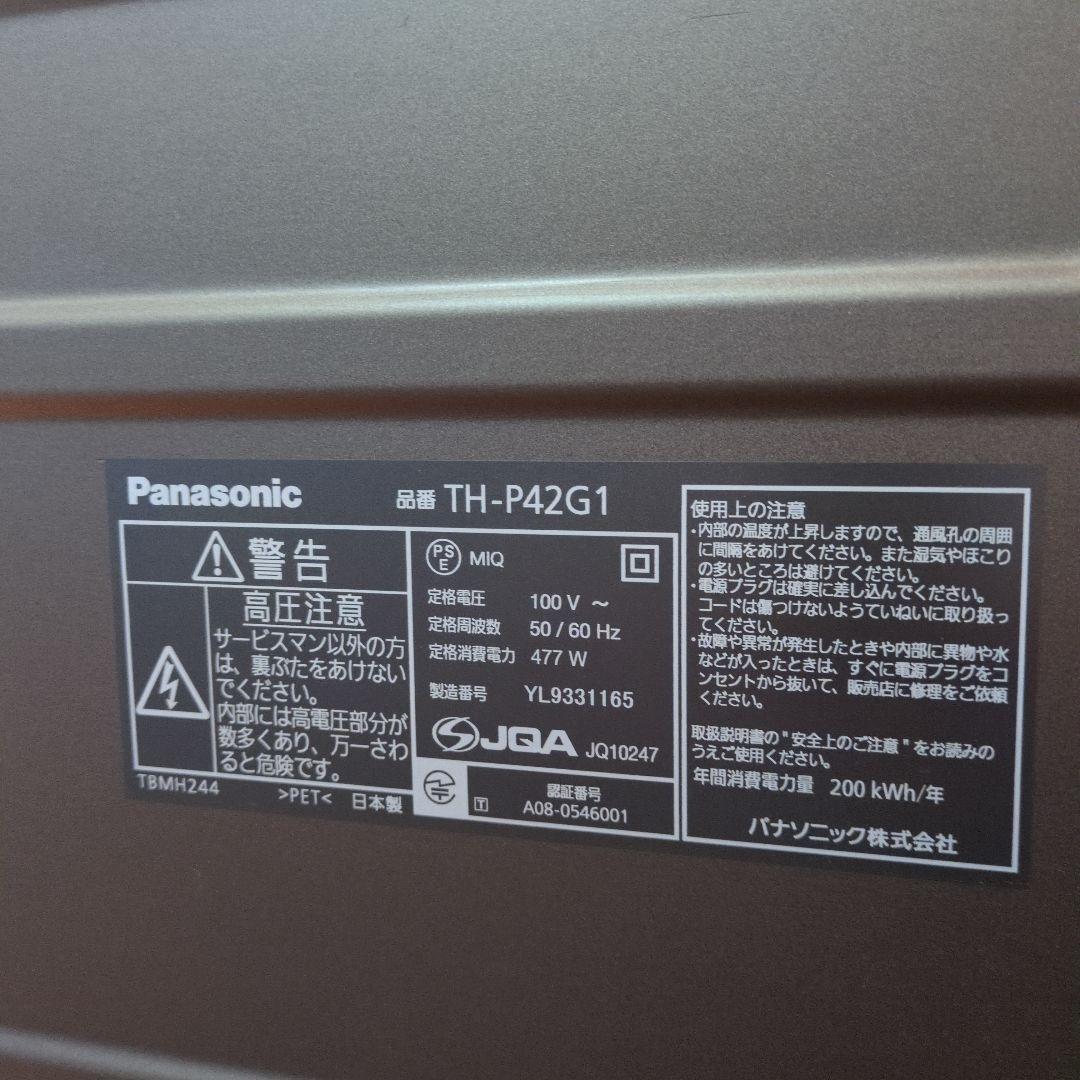 Panasonic
品番 TH-P42G1
警告
高圧注意
サービスマン以外の方
は、裏ぶたをあけない
でください。
内部には高電圧部分が
数多くあり、万一さわ
ると危険です。
TBMH244
>PET< 日本製
PS
E
MIQ
定格電圧 100 V ～
定格周波数 50 / 60 Hz
定格消費電力 477 W
製造番号 YL9331165
JQA JQ10247
T
認証番号
A08-0546001
使用上の注意
・内部の温度が上昇しますので、通風孔の周囲
に間隔をあけてください。また湿気やほこり
の多いところは避けてください。
・電源プラグは確実に差し込んでください。
コードは傷つけないようていねいに取り扱っ
てください。
・故障や異常が発生したときや内部に異物や水
などが入ったときは、すぐに電源プラグをコ
ンセントから抜いて、販売店に修理をご依頼
ください。
取扱説明書の"安全上のご注意"をお読みの
うえご使用ください。
年間消費電力量 200 kWh/年
パナソニック株式会社